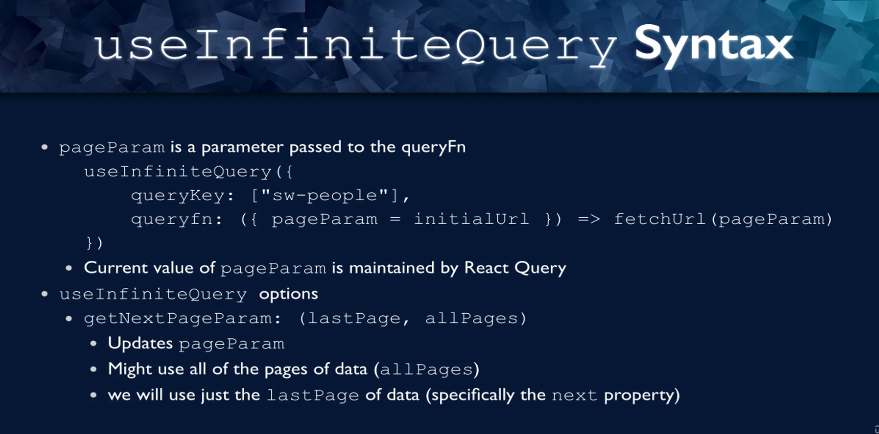 useInfiniteQuery Syntax
• pageParam is a parameter passed to the queryFn
useInfiniteQuery({
queryKey: ["sw-people"],
queryfn: ({ pageParam = initialUrl }) => fetchUrl(pageParam)
})
• Current value of pageParam is maintained by React Query
• useInfiniteQuery options
• getNextPageParam: (lastPage, allPages)
• Updates pageParam
• Might use all of the pages of data (allPages)
• we will use just the lastPage of data (specifically the next property)